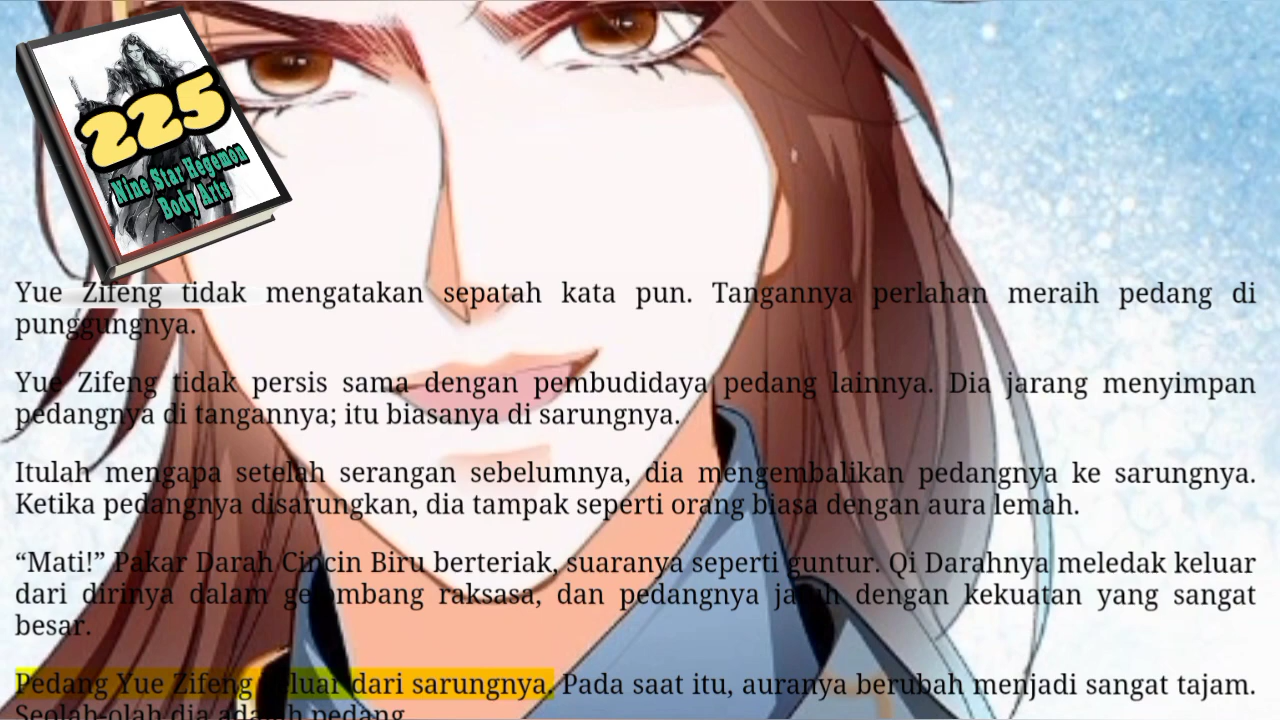 225
Nine Star Hegemon
Body Arts
Yue Zifeng tidak mengatakan sepatah kata pun. Tangannya perlahan meraih pedang di
punggungnya.
Yue Zifeng tidak persis sama dengan pembudidaya pedang lainnya. Dia jarang menyimpan
pedangnya di tangannya; itu biasanya di sarungnya.
Itulah mengapa setelah serangan sebelumnya, dia mengembalikan pedangnya ke sarungnya.
Ketika pedangnya disarungkan, dia tampak seperti orang biasa dengan aura lemah.
“Mati!” Pakar Darah Cincin Biru berteriak, suaranya seperti guntur. Qi Darahnya meledak keluar
dari dirinya dalam gelombang raksasa, dan pedangnya jatuh dengan kekuatan yang sangat
besar.
Pedang Yue Zifeng keluar dari sarungnya. Pada saat itu, auranya berubah menjadi sangat tajam.
Seolah-olah dia adalah pedang.